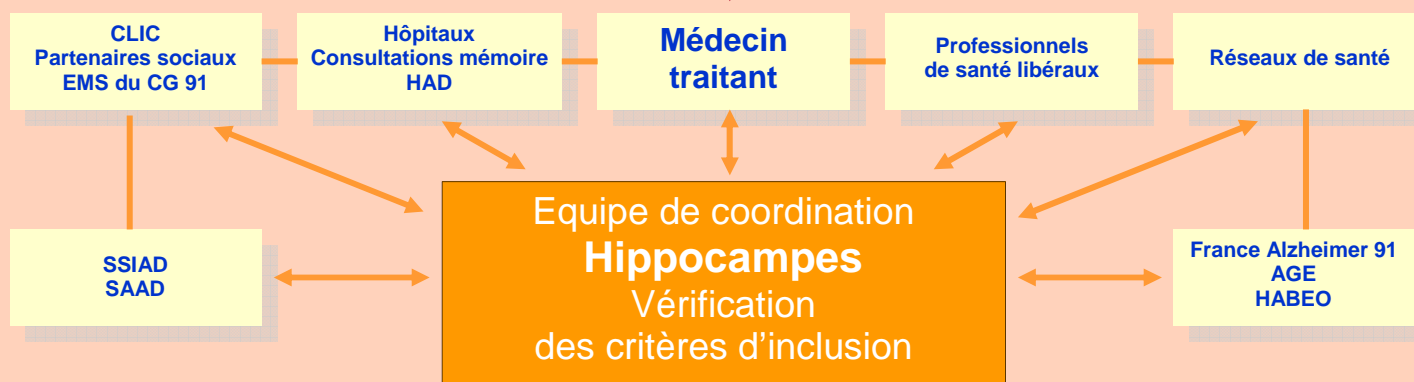 CLIC
Partenaires sociaux
EMS du CG 91
Hôpitaux
Consultations mémoire
HAD
Médecin
traitant
Professionnels
de santé libéraux
Réseaux de santé
SSIAD
SAAD
Equipe de coordination
Hippocampes
Vérification
des critères d'inclusion
France Alzheimer 91
AGE
HABEO